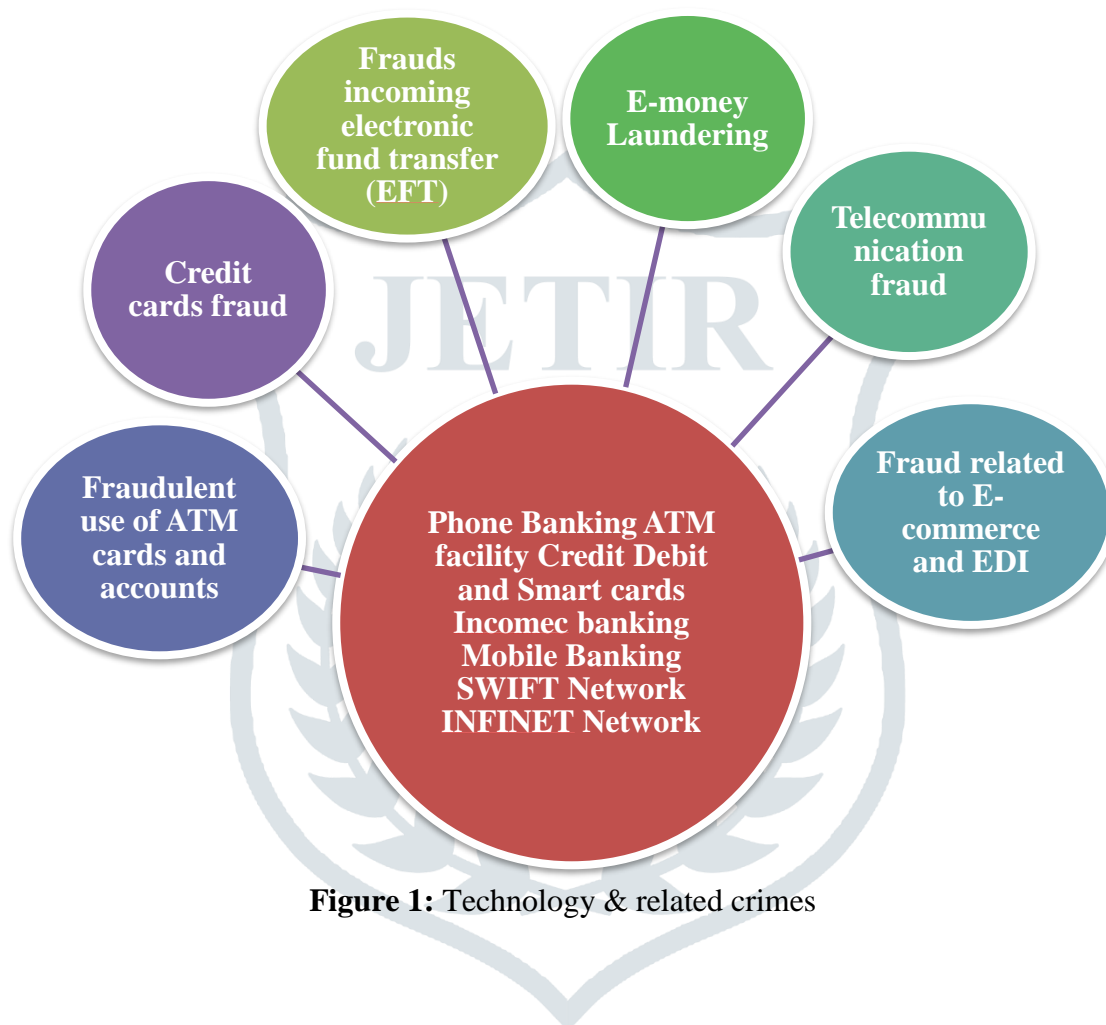 Frauds
incoming
electronic
fund transfer
(EFT)
E-money
Laundering
Telecommu
nication
fraud
Credit
cards fraud
JETIR
Fraudulent
use of ATM
cards and
accounts
Fraud related
to E-
commerce
and EDI
Phone Banking ATM
facility Credit Debit
and Smart cards
Incomec banking
Mobile Banking
SWIFT Network
INFINET Network
Figure 1: Technology & related crimes